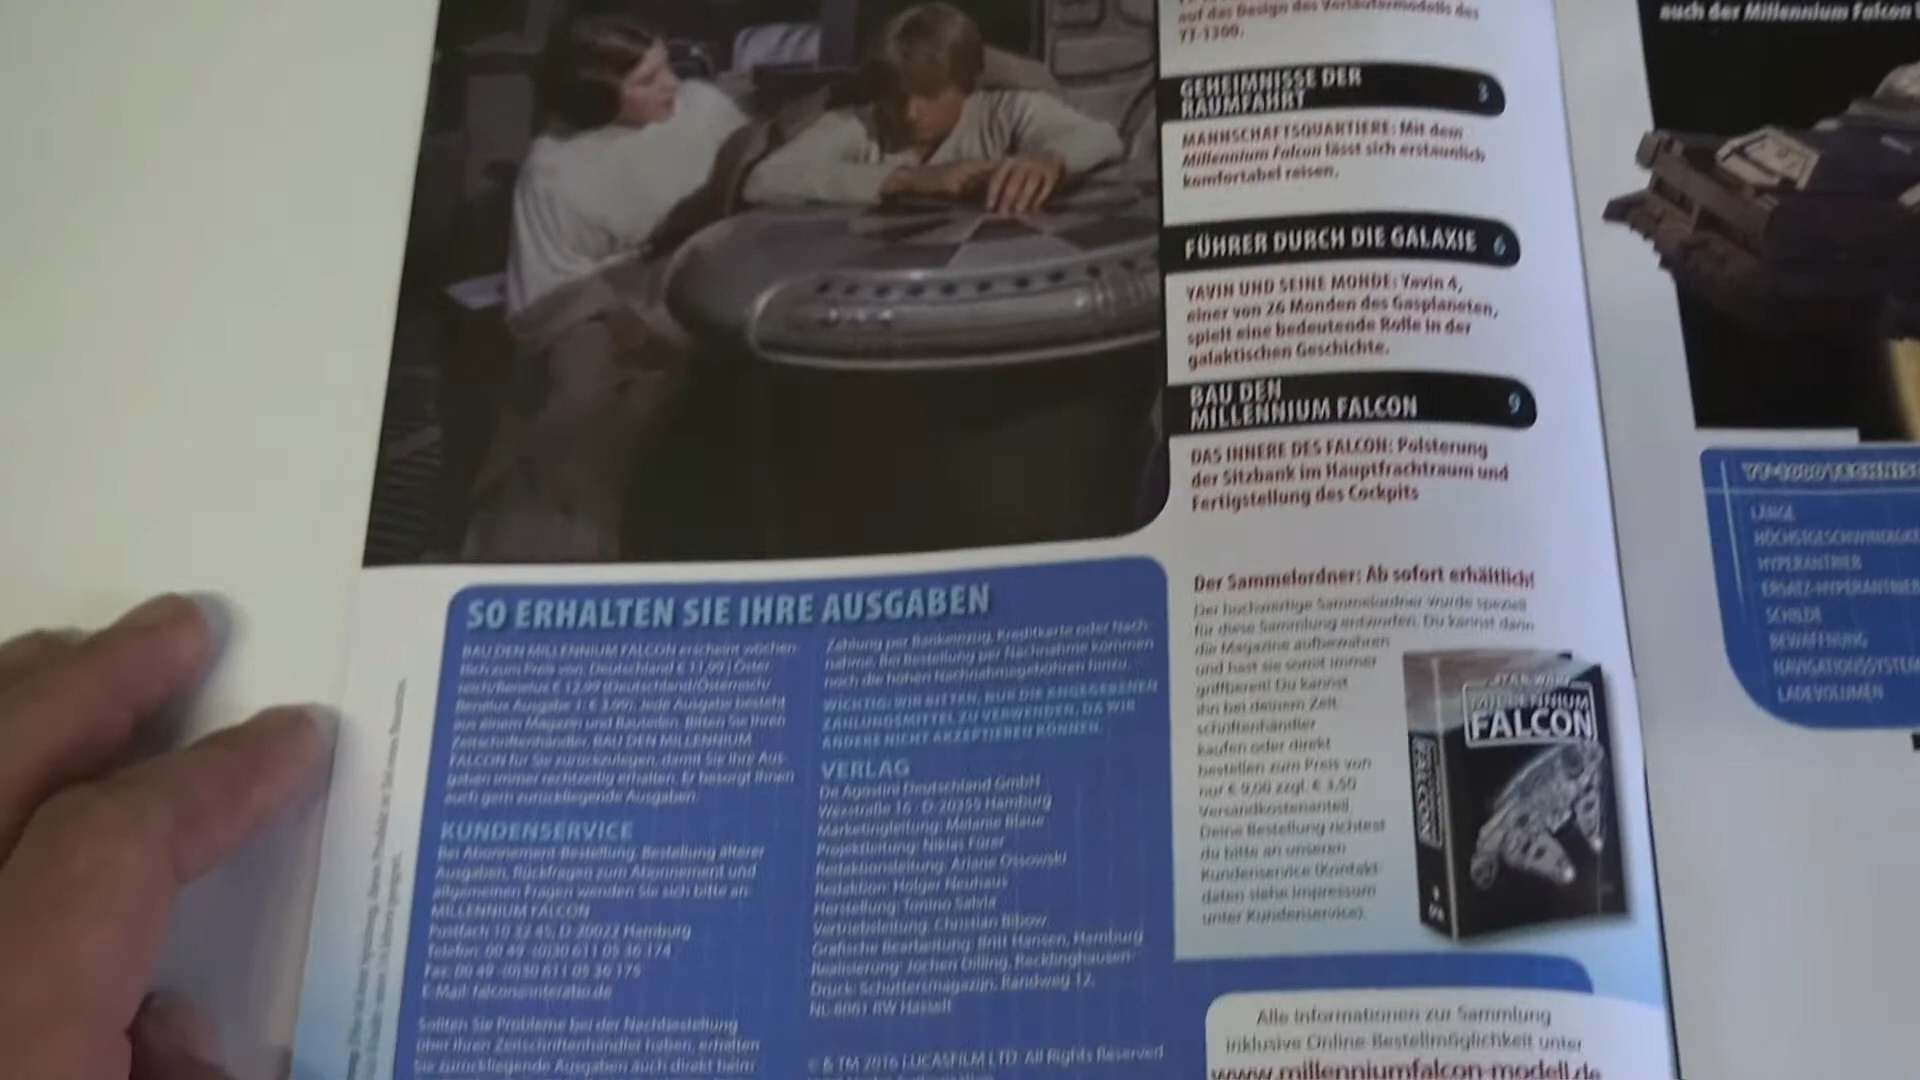 auf das Design des Vorläufermodells des
YT-1300.
GEHEIMNISSE DER
RAUMFAHRT 3
MANNSCHAFTSQUARTIERE: Mit dem
Millennium Falcon lässt sich erstaunlich
komfortabel reisen.
FÜHRER DURCH DIE GALAXIE 6
YAVIN UND SEINE MONDE: Yavin 4,
einer von 26 Monden des Gasplaneten,
spielt eine bedeutende Rolle in der
galaktischen Geschichte.
BAU DEN
MILLENNIUM FALCON 9
DAS INNERE DES FALCON: Polsterung
der Sitzbank im Hauptfrachtraum und
Fertigstellung des Cockpits
Der Sammelordner: Ab sofort erhältlich!
Der hochwertige Sammelordner wurde speziell
für diese Sammlung entworfen. Du kannst dann
die Magazine aufbewahren
und hast sie somit immer
griffbereit! Du kannst
ihn bei deinem Zeit-
schriftenhändler
kaufen oder direkt
bestellen zum Preis von
nur € 9,00 zzgl. € 3,50
Versandkostenanteil.
Deine Bestellung richtest
du bitte an unseren
Kundenservice (Kontakt-
daten siehe Impressum
unter Kundenservice).
STAR WARS
MILLENNIUM
FALCON
Alle Informationen zur Sammlung
inklusive Online-Bestellmöglichkeit unter
www.millenniumfalcon-modell.de
SO ERHALTEN SIE IHRE AUSGABEN
BAU DEN MILLENNIUM FALCON erscheint wöchent-
lich zum Preis von: Deutschland € 11,99 | Öster-
reich/Benelux € 12,99 (Deutschland/Österreich/
Benelux Ausgabe 1: € 3,99). Jede Ausgabe besteht
aus einem Magazin und Bauteilen. Bitten Sie Ihren
Zeitschriftenhändler, BAU DEN MILLENNIUM
FALCON für Sie zurückzulegen, damit Sie Ihre Aus-
gaben immer rechtzeitig erhalten. Er besorgt Ihnen
auch gern zurückliegende Ausgaben.
KUNDENSERVICE
Bei Abonnement-Bestellung, Bestellung älterer
Ausgaben, Rückfragen zum Abonnement und
allgemeinen Fragen wenden Sie sich bitte an:
MILLENNIUM FALCON
Postfach 10 32 45, D-20022 Hamburg
Telefon: 00 49 -(0)30 611 05 36 174
Fax: 00 49 -(0)30 611 05 36 175
E-Mail: falcon@interabo.de
Sollten Sie Probleme bei der Nachbestellung
über Ihren Zeitschriftenhändler haben, erhalten
Sie zurückliegende Ausgaben auch direkt beim
Zahlung per Bankeinzug, Kreditkarte oder Nach-
nahme. Bei Bestellung per Nachnahme kommen
noch die hohen Nachnahmegebühren hinzu.
WICHTIG: WIR BITTEN, NUR DIE ANGEGEBENEN
ZAHLUNGSMITTEL ZU VERWENDEN, DA WIR
ANDERE NICHT AKZEPTIEREN KÖNNEN.
VERLAG
De Agostini Deutschland GmbH
Wexstraße 16 · D-20355 Hamburg
Marketingleitung: Melanie Blaue
Projektleitung: Niklas Fürer
Redaktionsleitung: Ariane Ossowski
Redaktion: Holger Neuhaus
Herstellung: Tonino Salvia
Vertriebsleitung: Christian Bibow
Grafische Bearbeitung: Britt Hansen, Hamburg
Realisierung: Jochen Dilling, Recklinghausen
Druck: Schuttersmagazijn, Randweg 12,
NL-6061 RW Hasselt
© & TM 2016 LUCASFILM LTD. All Rights Reserved
auch der Millennium Falcon
LÄNGE
HÖCHSTGESCHWINDIGKE
HYPERANTRIEB
ERSATZ-HYPERANTRIEB
SCHILDE
BEWAFFNUNG
NAVIGATIONSSYSTEM
LADEVOLUMEN